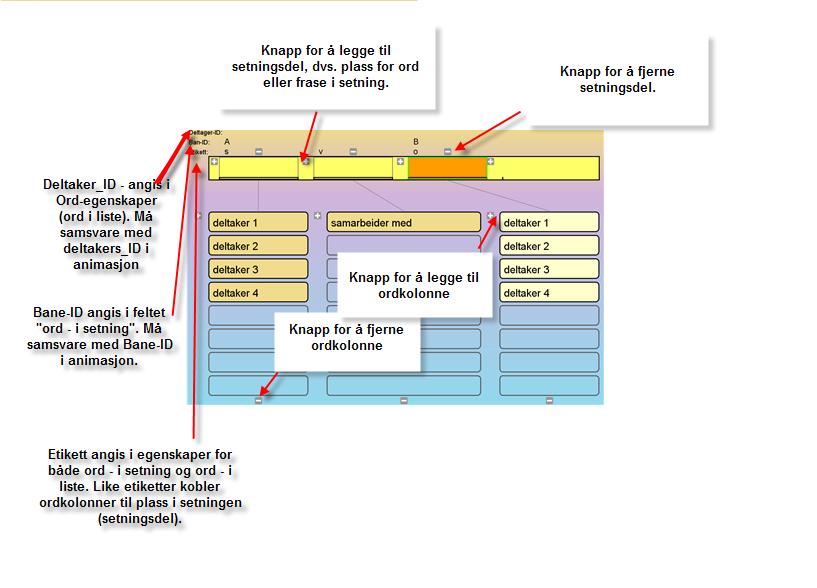 Knapp for å legge til
setningsdel, dvs. plass for ord
eller frase i setning.
Knapp for å fjerne
setningsdel.
Deltager-ID:
Ban-ID: A B
Etikett: S V O
Deltaker_ID - angis i
Ord-egenskaper
(ord i liste). Må
samsvare med
deltakers_ID i
animasjon
deltaker 1 samarbeider med deltaker 1
deltaker 2 deltaker 2
deltaker 3 deltaker 3
deltaker 4 deltaker 4
Knapp for å legge til
ordkolonne
Bane-ID angis i feltet
"ord - i setning". Må
samsvare med Bane-ID
i animasjon.
Knapp for å fjerne
ordkolonne
Etikett angis i egenskaper for
både ord - i setning og ord - i
liste. Like etiketter kobler
ordkolonner til plass i setningen
(setningsdel).